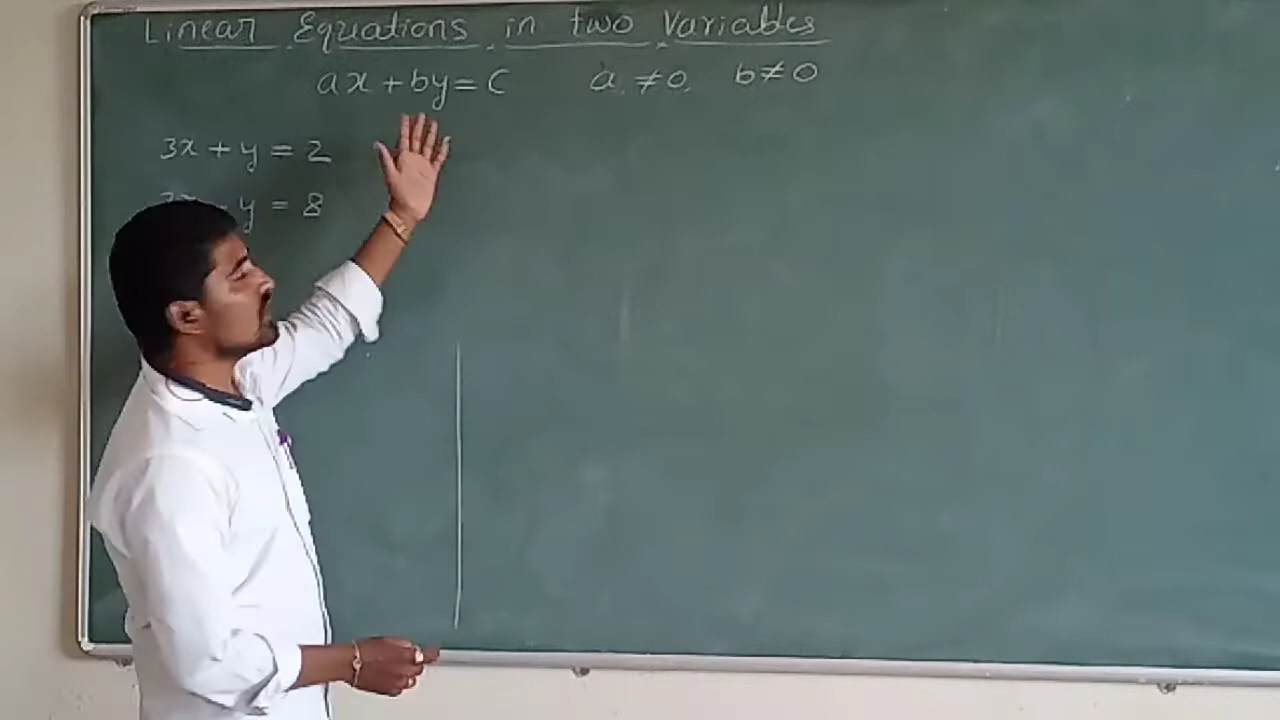 Linear Equations in two Variables
ax + by = c a ≠ 0, b ≠ 0
3x + y = 2
y = 8